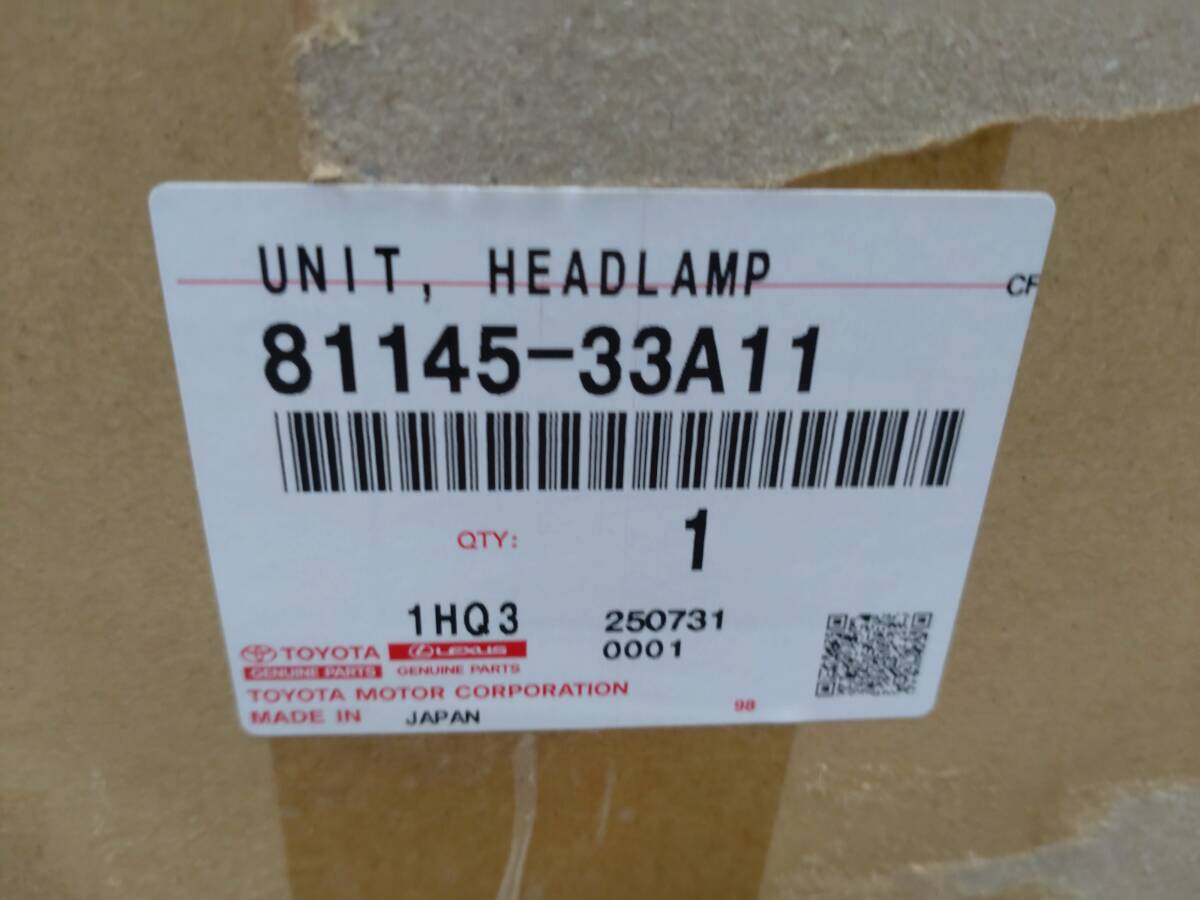 UNIT, HEADLAMP
CF
81145-33A11
QTY: 1
1HQ3 250731
TOYOTA LEXUS 0001
GENUINE PARTS GENUINE PARTS
TOYOTA MOTOR CORPORATION
MADE IN JAPAN 98